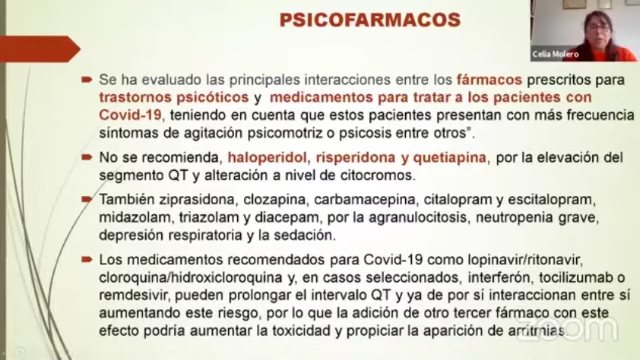 PSICOFARMACOS
Celia Molero
Se ha evaluado las principales interacciones entre los fármacos prescritos para
trastornos psicóticos y medicamentos para tratar a los pacientes con
Covid-19, teniendo en cuenta que estos pacientes presentan con más frecuencia
síntomas de agitación psicomotriz o psicosis entre otros”.
No se recomienda, haloperidol, risperidona y quetiapina, por la elevación del
segmento QT y alteración a nivel de citocromos.
También ziprasidona, clozapina, carbamacepina, citalopram y escitalopram,
midazolam, triazolam y diacepam, por la agranulocitosis, neutropenia grave,
depresión respiratoria y la sedación.
Los medicamentos recomendados para Covid-19 como lopinavir/ritonavir,
cloroquina/hidroxicloroquina y, en casos seleccionados, interferón, tocilizumab o
remdesivir, pueden prolongar el intervalo QT y ya de por sí interaccionan entre sí
aumentando este riesgo, por lo que la adición de otro tercer fármaco con este
efecto podría aumentar la toxicidad y propiciar la aparición de arritmias.
zoom